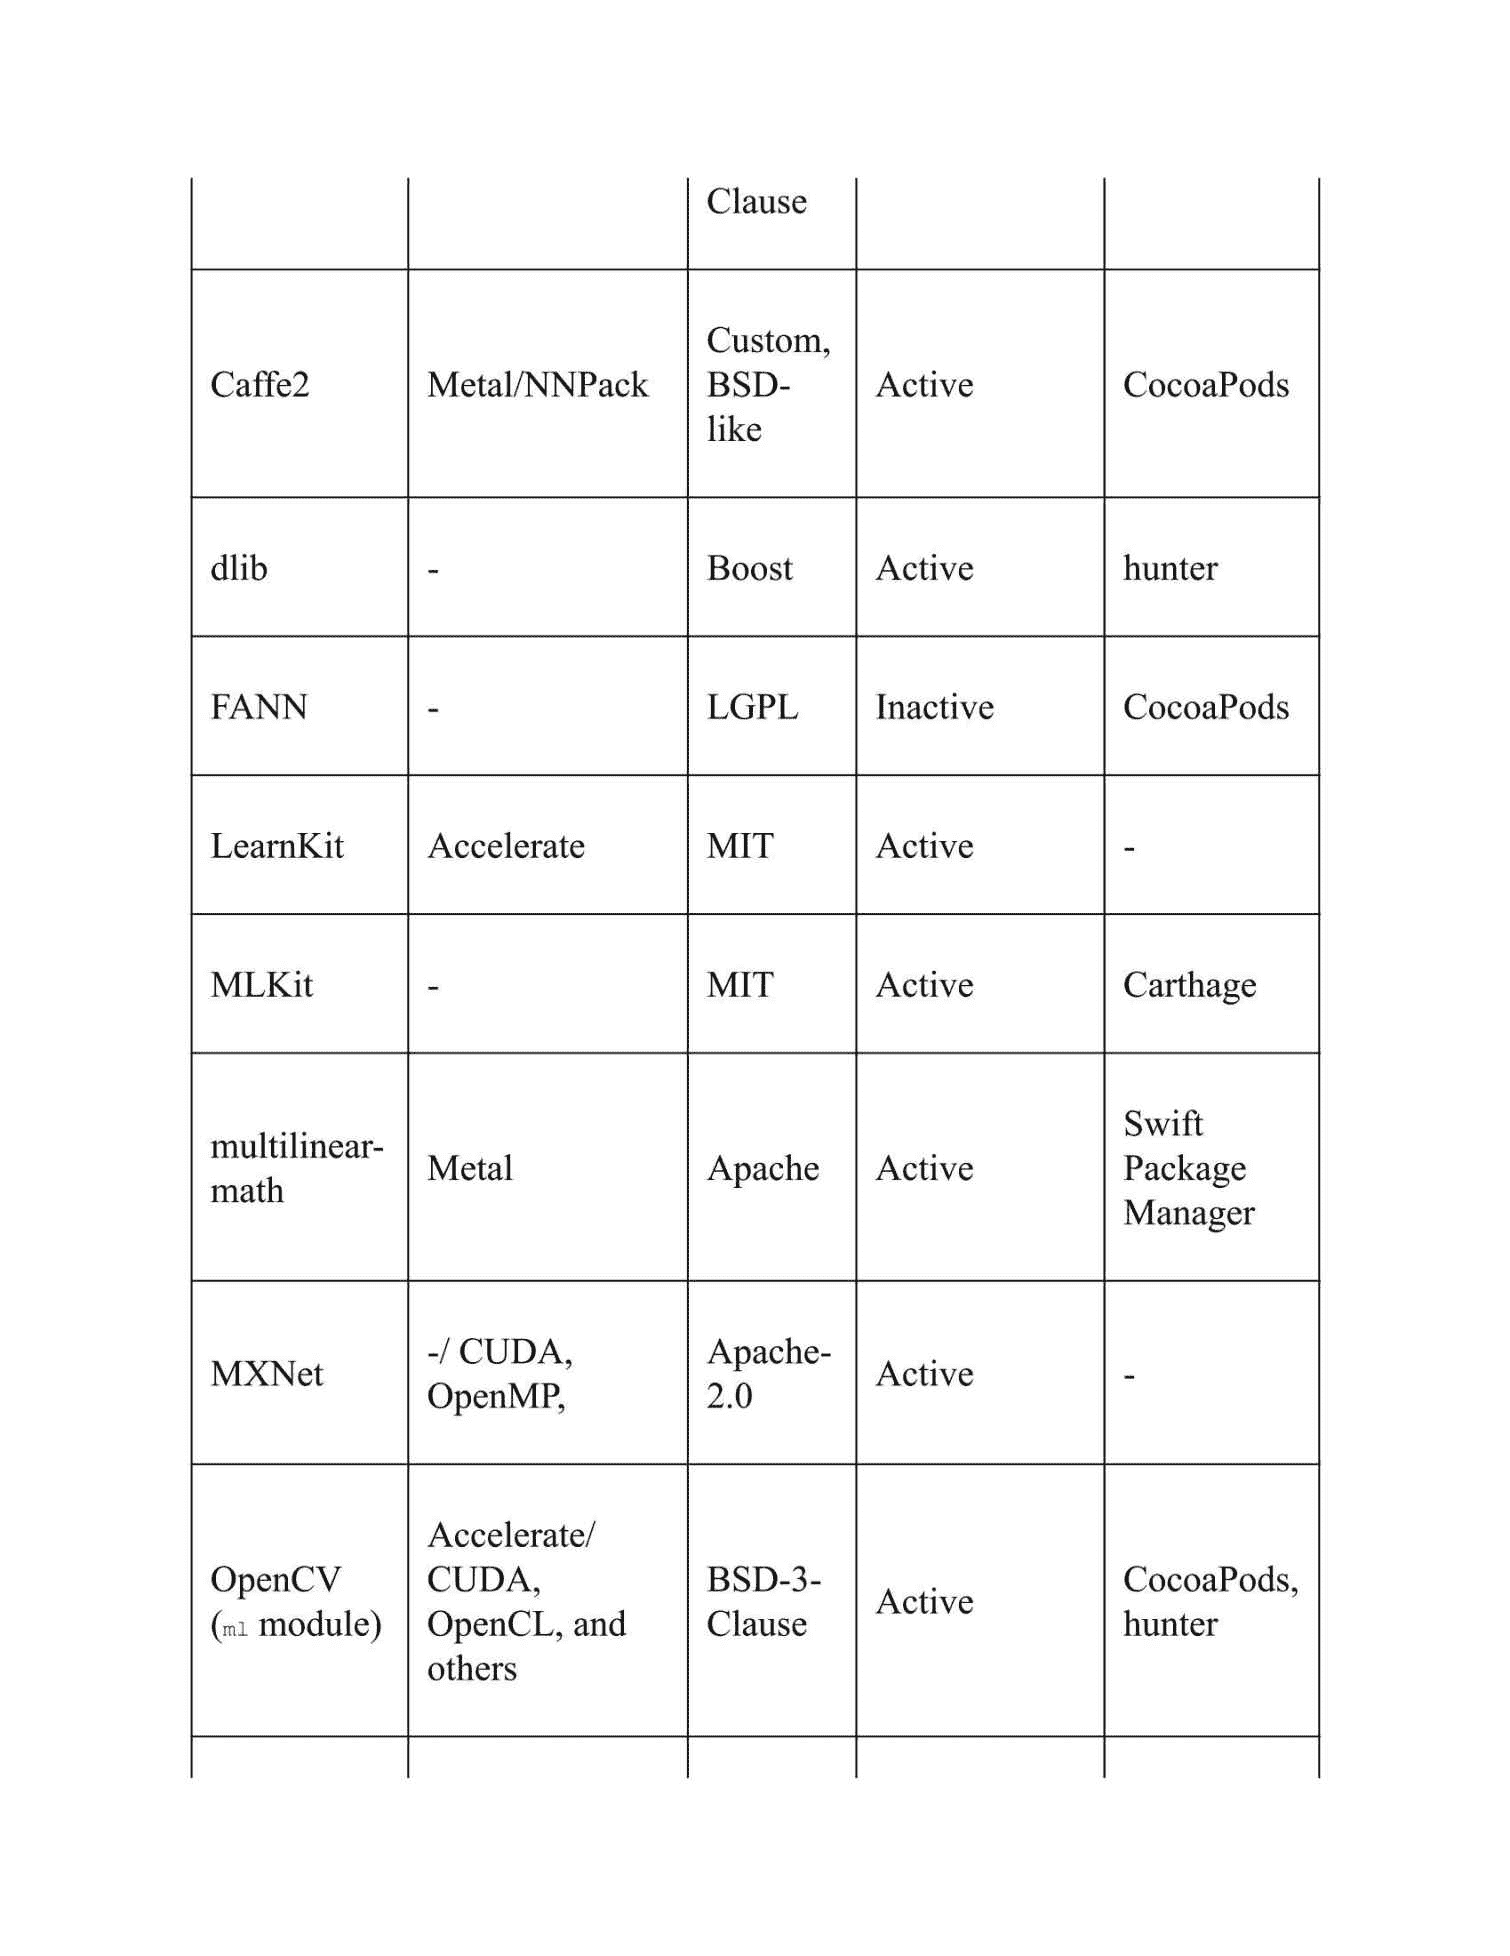 Clause
Caffe2
Metal/NNPack
Custom,
BSD-
like
Active
CocoaPods
dlib
-
Boost
Active
hunter
FANN
-
LGPL
Inactive
CocoaPods
LearnKit
Accelerate
MIT
Active
-
MLKit
-
MIT
Active
Carthage
multilinear-
math
Metal
Apache
Active
Swift
Package
Manager
MXNet
-/ CUDA,
OpenMP,
Apache-
2.0
Active
-
OpenCV
(ml module)
Accelerate/
CUDA,
OpenCL, and
others
BSD-3-
Clause
Active
CocoaPods,
hunter